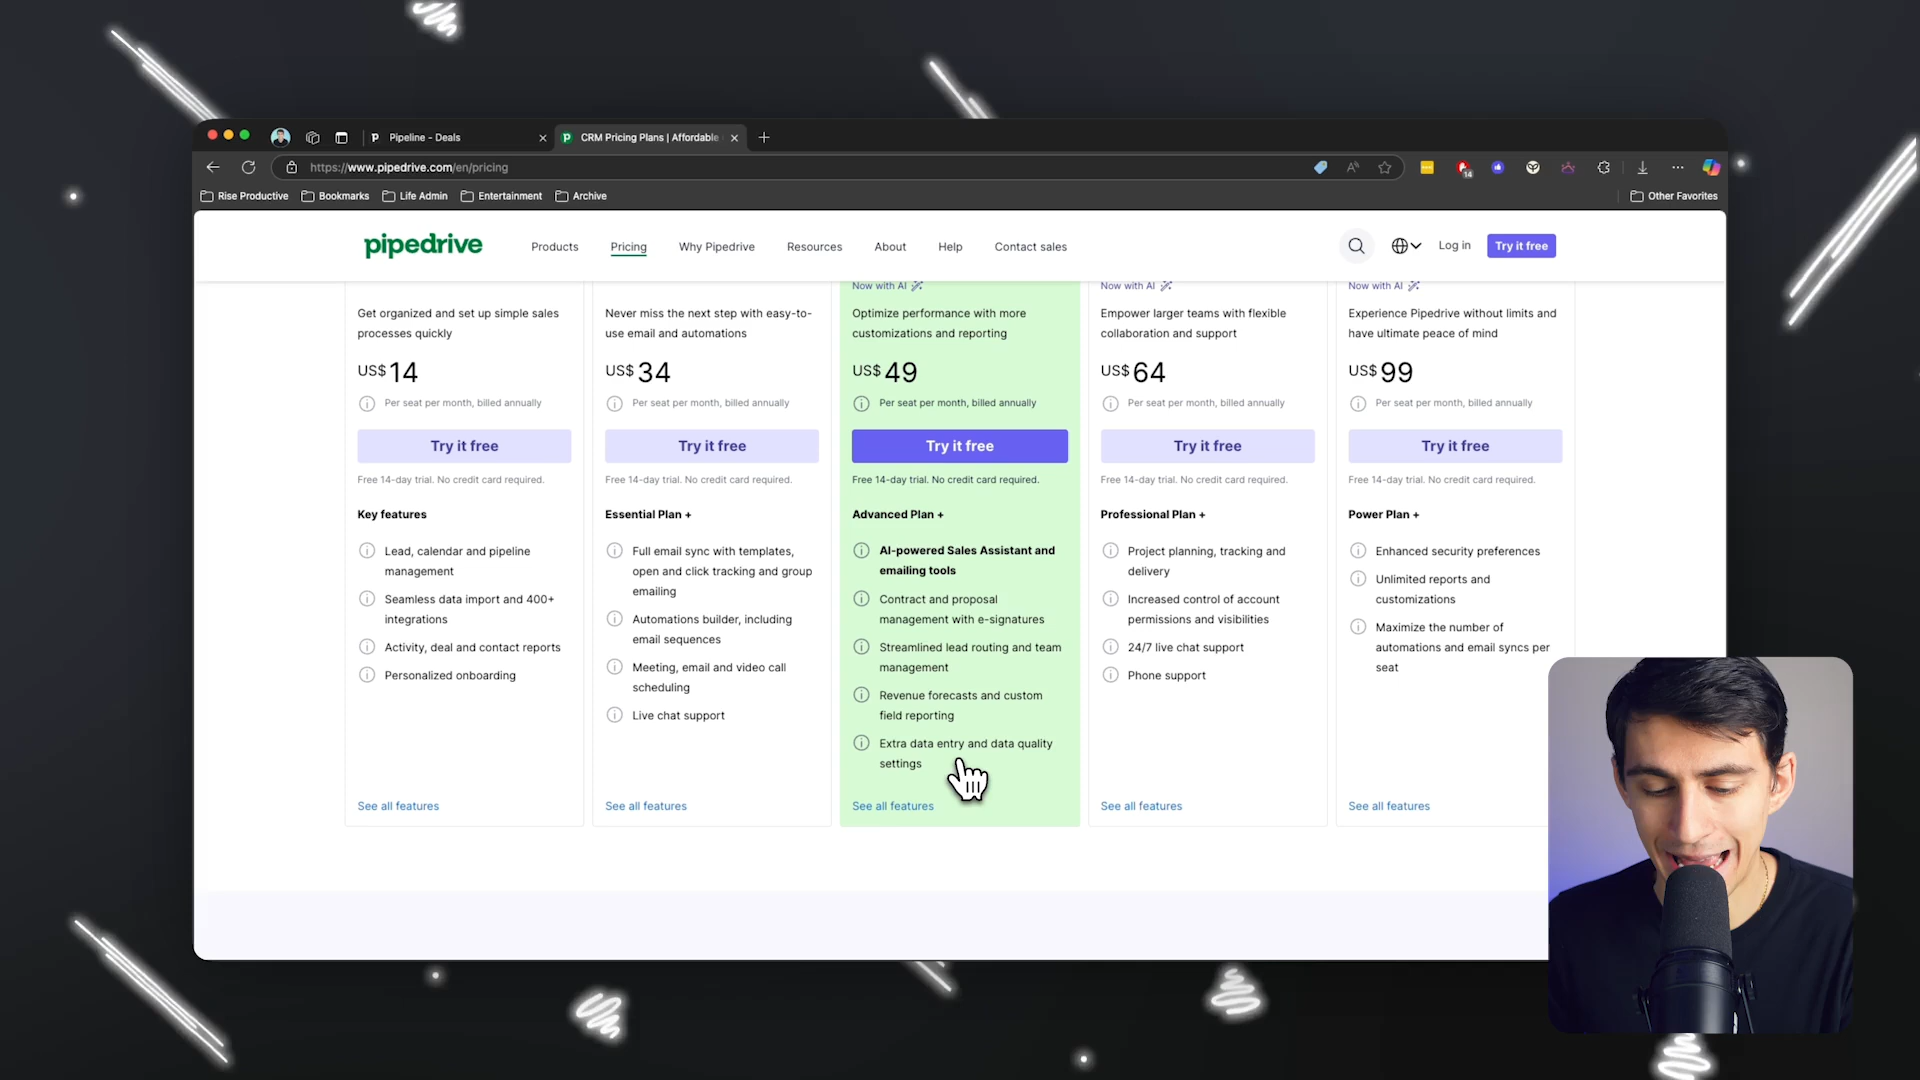 Pipeline - Deals
CRM Pricing Plans | Affordable
https://www.pipedrive.com/en/pricing
14
Rise Productive
Bookmarks
Life Admin
Entertainment
Archive
Other Favorites
pipedrive
Products
Pricing
Why Pipedrive
Resources
About
Help
Contact sales
Log in
Try it free
Get organized and set up simple sales
processes quickly
US$ 14
Per seat per month, billed annually
Try it free
Free 14-day trial. No credit card required.
Key features
Lead, calendar and pipeline
management
Seamless data import and 400+
integrations
Activity, deal and contact reports
Personalized onboarding
See all features
Never miss the next step with easy-to-
use email and automations
US$ 34
Per seat per month, billed annually
Try it free
Free 14-day trial. No credit card required.
Essential Plan +
Full email sync with templates,
open and click tracking and group
emailing
Automations builder, including
email sequences
Meeting, email and video call
scheduling
Live chat support
See all features
Now with AI
Optimize performance with more
customizations and reporting
US$ 49
Per seat per month, billed annually
Try it free
Free 14-day trial. No credit card required.
Advanced Plan +
AI-powered Sales Assistant and
emailing tools
Contract and proposal
management with e-signatures
Streamlined lead routing and team
management
Revenue forecasts and custom
field reporting
Extra data entry and data quality
settings
See all features
Now with AI
Empower larger teams with flexible
collaboration and support
US$ 64
Per seat per month, billed annually
Try it free
Free 14-day trial. No credit card required.
Professional Plan +
Project planning, tracking and
delivery
Increased control of account
permissions and visibilities
24/7 live chat support
Phone support
See all features
Now with AI
Experience Pipedrive without limits and
have ultimate peace of mind
US$ 99
Per seat per month, billed annually
Try it free
Free 14-day trial. No credit card required.
Power Plan +
Enhanced security preferences
Unlimited reports and
customizations
Maximize the number of
automations and email syncs per
seat
See all features